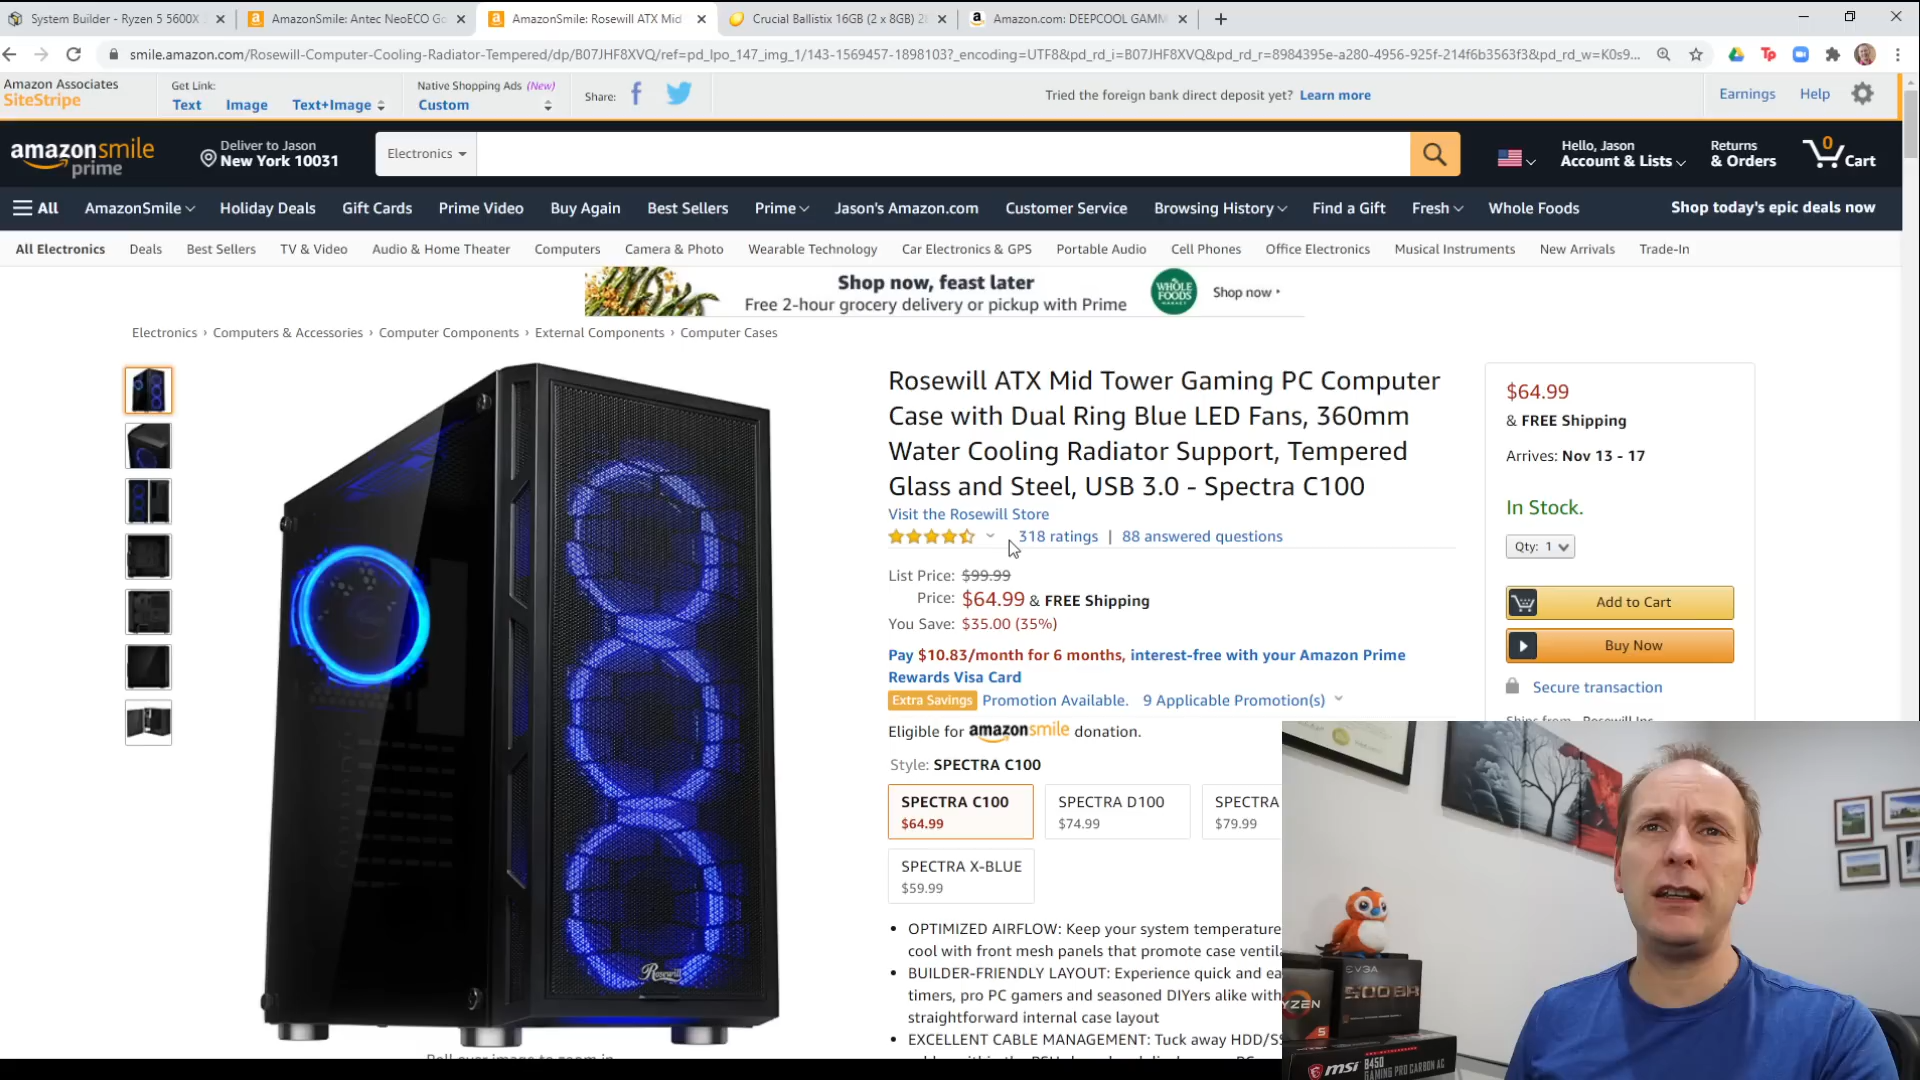 System Builder - Ryzen 5 5600X
AmazonSmile: Antec NeoECO Go
AmazonSmile: Rosewill ATX Mid
Crucial Ballistix 16GB (2 x 8GB)
Amazon.com: DEEPCOOL GAMM
smile.amazon.com/Rosewill-Computer-Cooling-Radiator-Tempered/dp/B07JHF8XVQ/ref=pd_lpo_147_img_1/143-1569457-1898103?_encoding=UTF8&pd_rd_i=B07JHF8XVQ&pd_rd_r=8984395e-a280-4956-925f-214f6b3563f3&pd_rd_w=K0s9...
Amazon Associates
SiteStripe
Get Link:
Text Image Text+Image
Native Shopping Ads (New)
Custom
Share:
Tried the foreign bank direct deposit yet? Learn more
Earnings Help
amazonsmile
prime
Deliver to Jason
New York 10031
Electronics
Hello, Jason
Account & Lists
Returns
& Orders
0
Cart
All AmazonSmile Holiday Deals Gift Cards Prime Video Buy Again Best Sellers Prime Jason's Amazon.com Customer Service Browsing History Find a Gift Fresh Whole Foods Shop today's epic deals now
All Electronics Deals Best Sellers TV & Video Audio & Home Theater Computers Camera & Photo Wearable Technology Car Electronics & GPS Portable Audio Cell Phones Office Electronics Musical Instruments New Arrivals Trade-In
Shop now, feast later
Free 2-hour grocery delivery or pickup with Prime
WHOLE
FOODS
MARKET
Shop now
Electronics › Computers & Accessories › Computer Components › External Components › Computer Cases
Rosewill ATX Mid Tower Gaming PC Computer
Case with Dual Ring Blue LED Fans, 360mm
Water Cooling Radiator Support, Tempered
Glass and Steel, USB 3.0 - Spectra C100
Visit the Rosewill Store
318 ratings | 88 answered questions
List Price: $99.99
Price: $64.99 & FREE Shipping
You Save: $35.00 (35%)
Pay $10.83/month for 6 months, interest-free with your Amazon Prime
Rewards Visa Card
Extra Savings Promotion Available. 9 Applicable Promotion(s)
Eligible for amazonsmile donation.
Style: SPECTRA C100
SPECTRA C100
$64.99
SPECTRA D100
$74.99
SPECTRA
$79.99
SPECTRA X-BLUE
$59.99
OPTIMIZED AIRFLOW: Keep your system temperature
cool with front mesh panels that promote case ventila
BUILDER-FRIENDLY LAYOUT: Experience quick and ea
timers, pro PC gamers and seasoned DIYers alike with
straightforward internal case layout
EXCELLENT CABLE MANAGEMENT: Tuck away HDD/SS
$64.99
& FREE Shipping
Arrives: Nov 13 - 17
In Stock.
Qty: 1
Add to Cart
Buy Now
Secure transaction
Ships from Rosewill Inc
Rosewill
Roll over image to zoom in
EVGA
500 BR
YZEN
5
msi B450
GAMING PRO CARBON AC